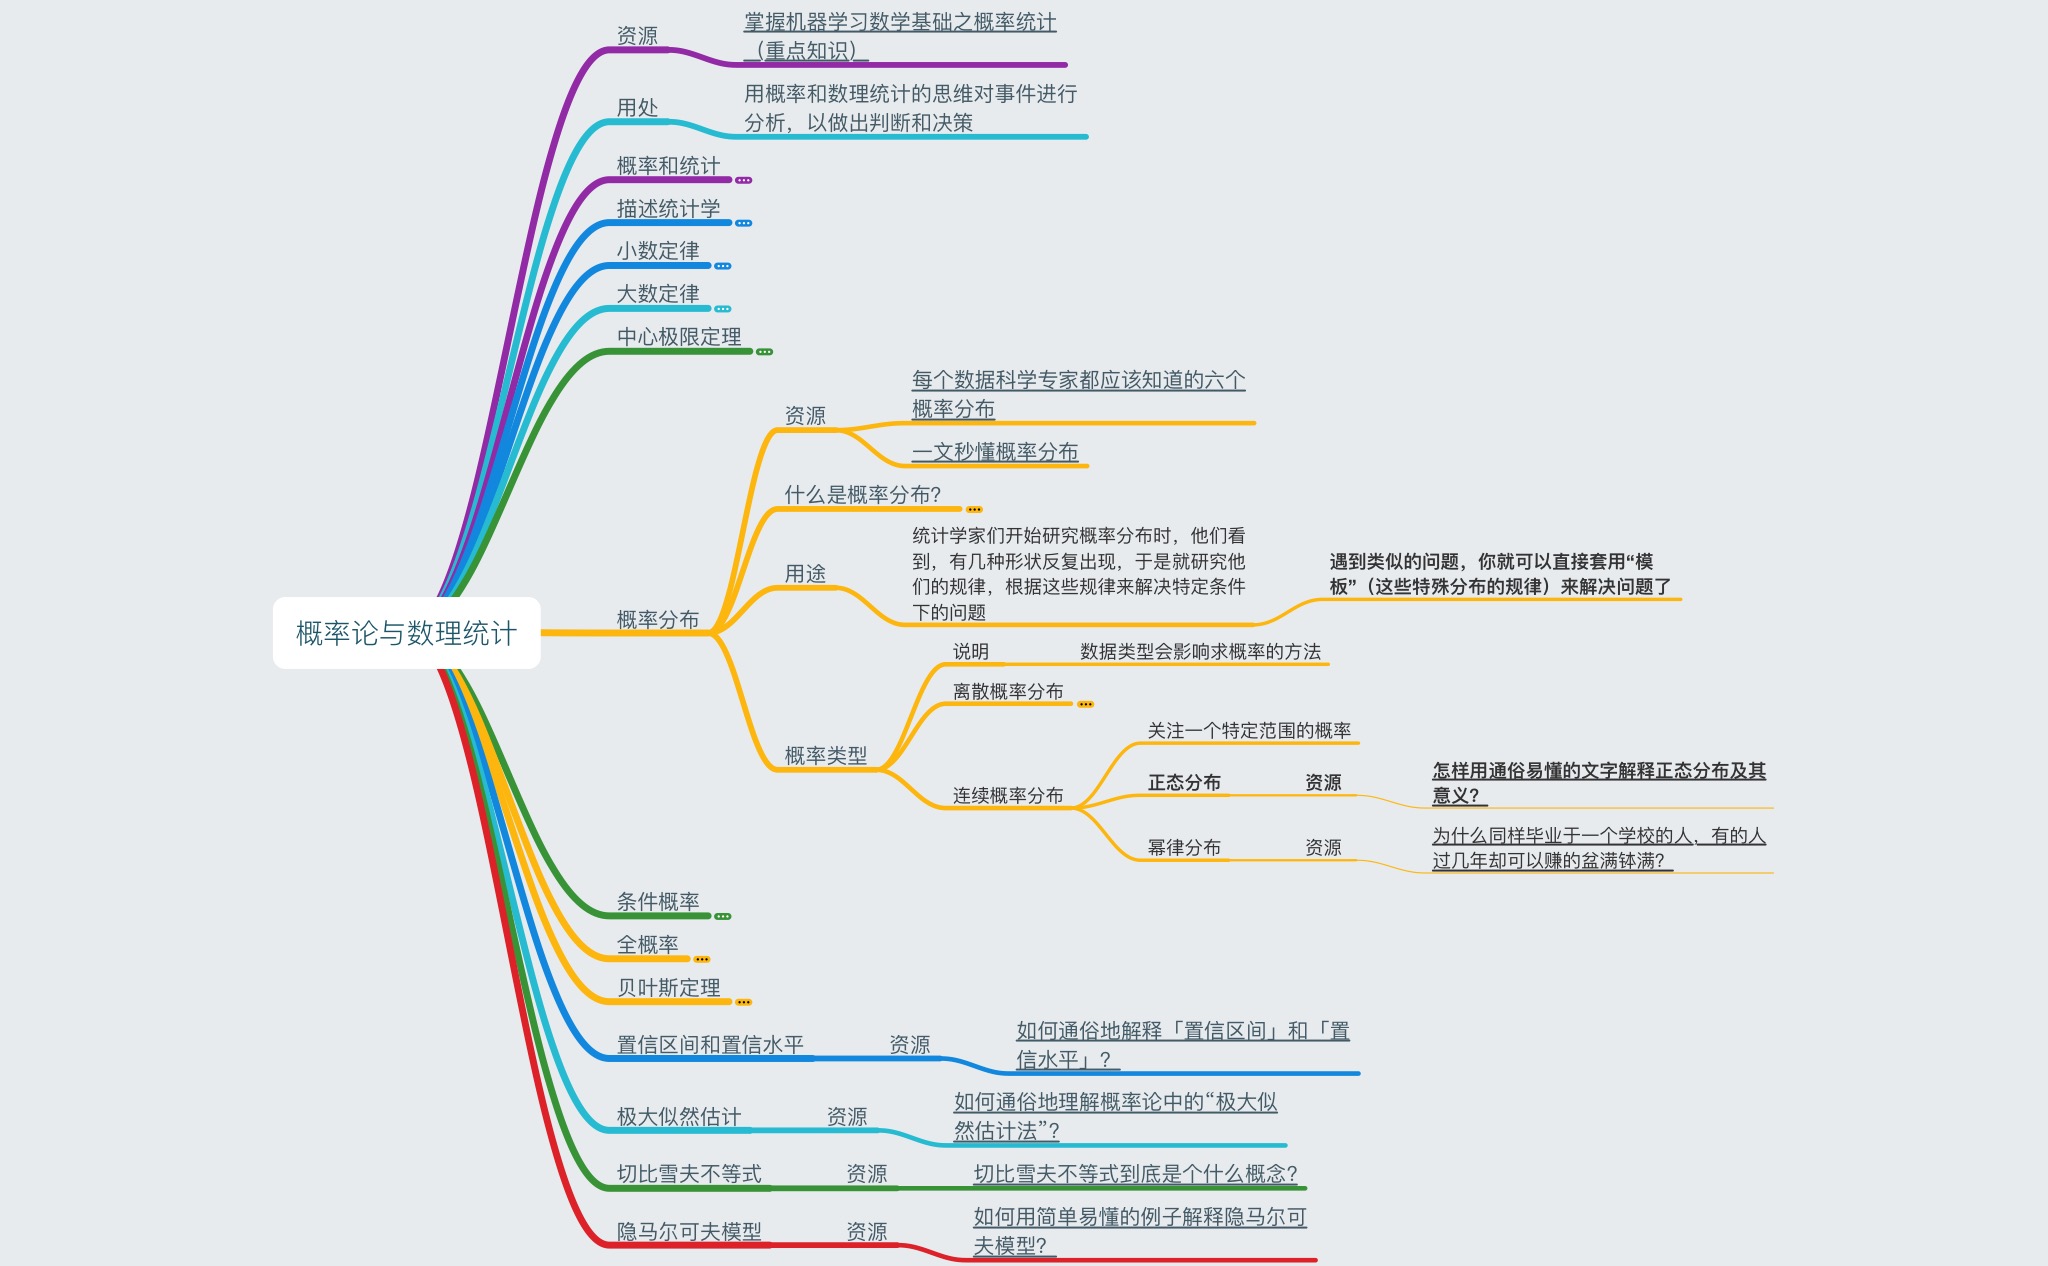 资源
掌握机器学习数学基础之概率统计
（重点知识）
用处
用概率和数理统计的思维对事件进行
分析，以做出判断和决策
概率和统计
描述统计学
小数定律
大数定律
中心极限定理
概率论与数理统计
概率分布
资源
每个数据科学专家都应该知道的六个
概率分布
一文秒懂概率分布
什么是概率分布?
用途
统计学家们开始研究概率分布时，他们看
到，有几种形状反复出现，于是就研究他
们的规律，根据这些规律来解决特定条件
下的问题
遇到类似的问题，你就可以直接套用“模
板”（这些特殊分布的规律）来解决问题了
概率类型
说明
数据类型会影响求概率的方法
离散概率分布
连续概率分布
关注一个特定范围的概率
正态分布
资源
怎样用通俗易懂的文字解释正态分布及其
意义?
幂律分布
资源
为什么同样毕业于一个学校的人，有的人
过几年却可以赚的盆满钵满?
条件概率
全概率
贝叶斯定理
置信区间和置信水平
资源
如何通俗地解释「置信区间」和「置
信水平」?
极大似然估计
资源
如何通俗地理解概率论中的“极大似
然估计法”?
切比雪夫不等式
资源
切比雪夫不等式到底是个什么概念?
隐马尔可夫模型
资源
如何用简单易懂的例子解释隐马尔可
夫模型?